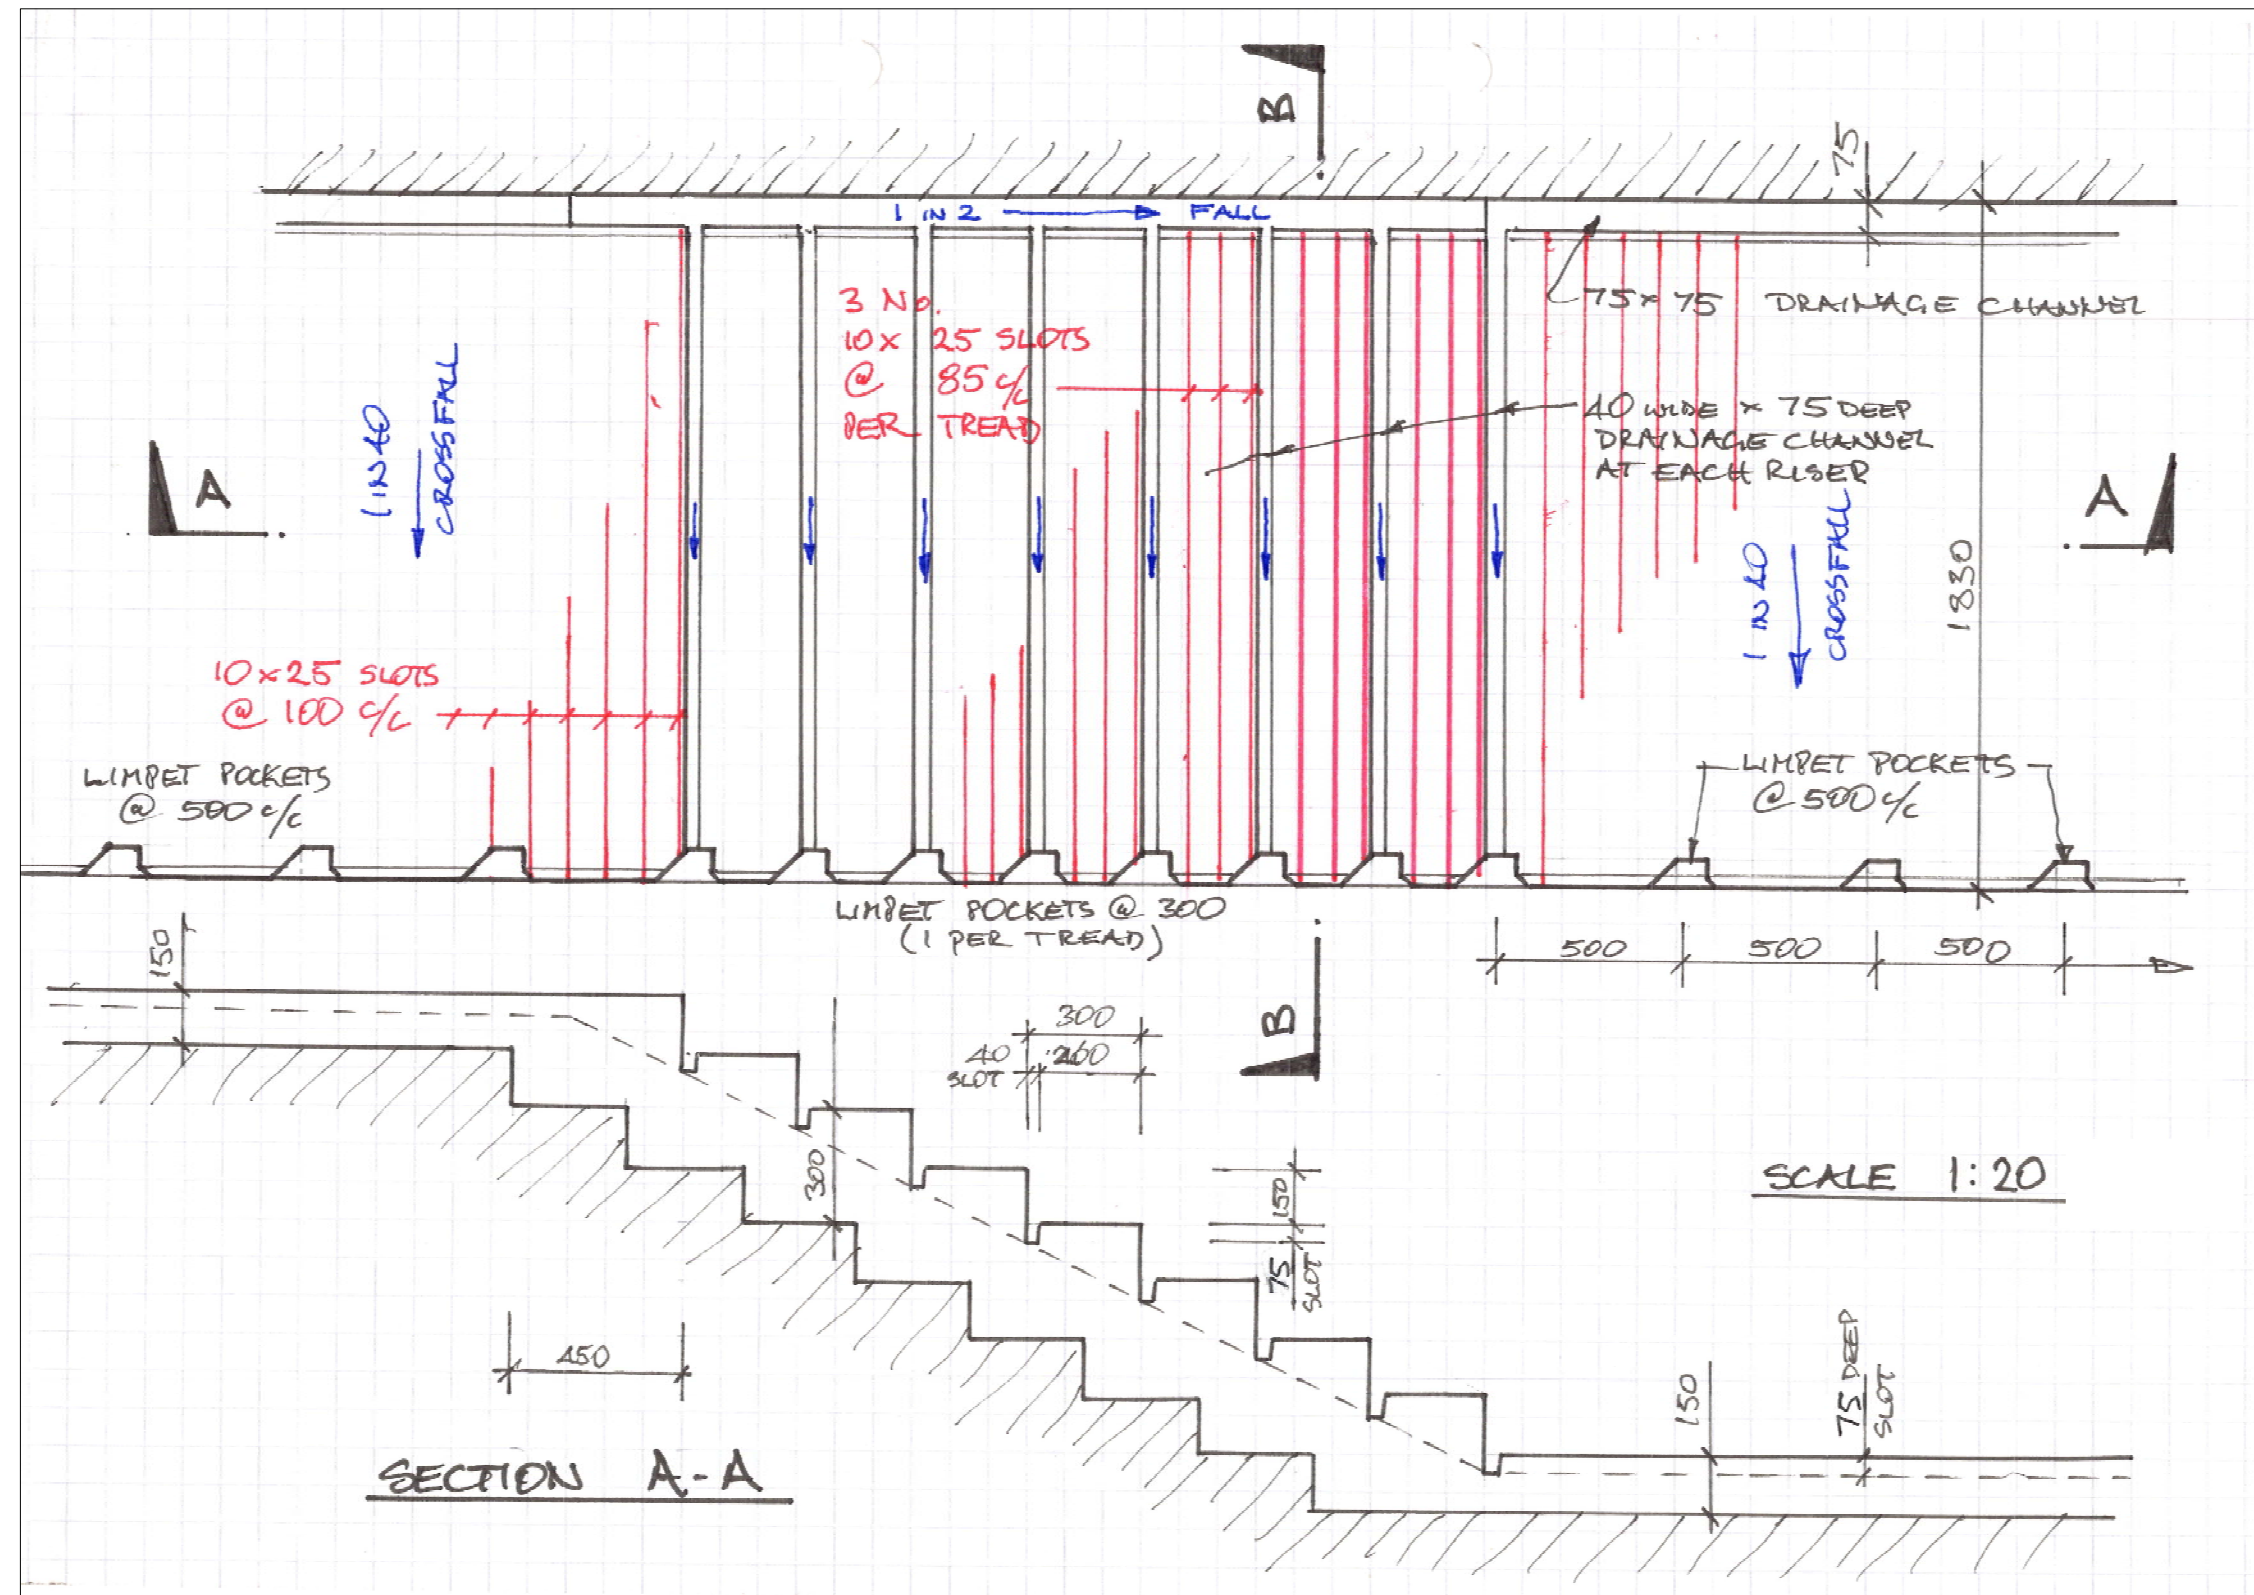 B
75
1 IN 2 FALL
3 NO.
10 x 25 SLOTS
@ 85 c/c
PER TREAD
75 x 75 DRAINAGE CHANNEL
40 WIDE x 75 DEEP
DRAINAGE CHANNEL
AT EACH RISER
1 IN 40
CROSSFALL
A
A
1 IN 40
CROSSFALL
1830
10 x 25 SLOTS
@ 100 c/c
LIMPET POCKETS
@ 500 c/c
LIMPET POCKETS
@ 500 c/c
LIMPET POCKETS @ 300
(1 PER TREAD)
500 500 500
150
300
40 260
SLOT
B
300
150
75
SLOT
SCALE 1:20
450
150
75 DEEP
SLOT
SECTION A-A